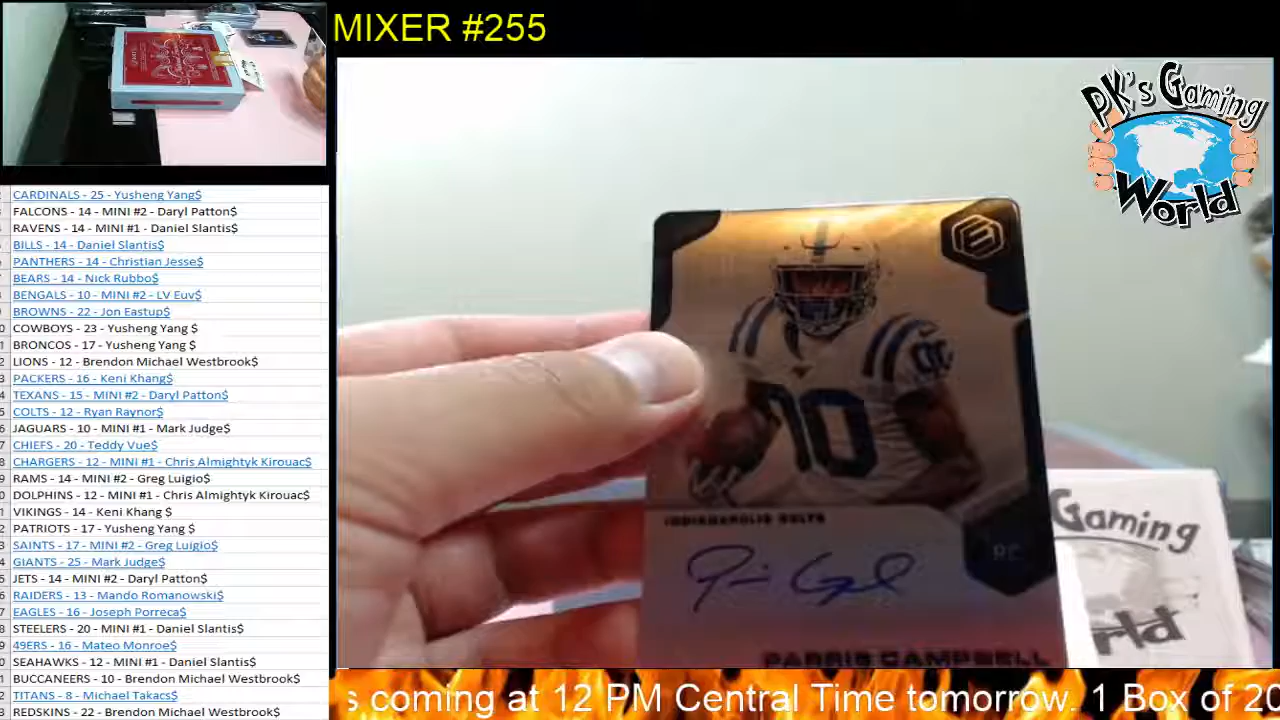 MIXER #255
PK's Gaming World
CARDINALS - 25 - Yusheng Yang$
FALCONS - 14 - MINI #2 - Daryl Patton$
RAVENS - 14 - MINI #1 - Daniel Slantis$
BILLS - 14 - Daniel Slantis$
PANTHERS - 14 - Christian Jesse$
BEARS - 14 - Nick Rubbo$
BENGALS - 10 - MINI #2 - LV Euv$
BROWNS - 22 - Jon Eastup$
COWBOYS - 23 - Yusheng Yang $
BRONCOS - 17 - Yusheng Yang $
LIONS - 12 - Brendon Michael Westbrook$
PACKERS - 16 - Keni Khang$
TEXANS - 15 - MINI #2 - Daryl Patton$
COLTS - 12 - Ryan Raynor$
JAGUARS - 10 - MINI #1 - Mark Judge$
CHIEFS - 20 - Teddy Vue$
CHARGERS - 12 - MINI #1 - Chris Almightyk Kirouac$
RAMS - 14 - MINI #2 - Greg Luigio$
DOLPHINS - 12 - MINI #1 - Chris Almightyk Kirouac$
VIKINGS - 14 - Keni Khang $
PATRIOTS - 17 - Yusheng Yang $
SAINTS - 17 - MINI #2 - Greg Luigio$
GIANTS - 25 - Mark Judge$
JETS - 14 - MINI #2 - Daryl Patton$
RAIDERS - 13 - Mando Romanowski$
EAGLES - 16 - Joseph Porreca$
STEELERS - 20 - MINI #1 - Daniel Slantis$
49ERS - 16 - Mateo Monroe$
SEAHAWKS - 12 - MINI #1 - Daniel Slantis$
BUCCANEERS - 10 - Brendon Michael Westbrook$
TITANS - 8 - Michael Takacs$
REDSKINS - 22 - Brendon Michael Westbrook$
10
INDIANAPOLIS COLTS
RC
PARRIS CAMPBELL
Gaming
rld
s coming at 12 PM Central Time tomorrow. 1 Box of 20